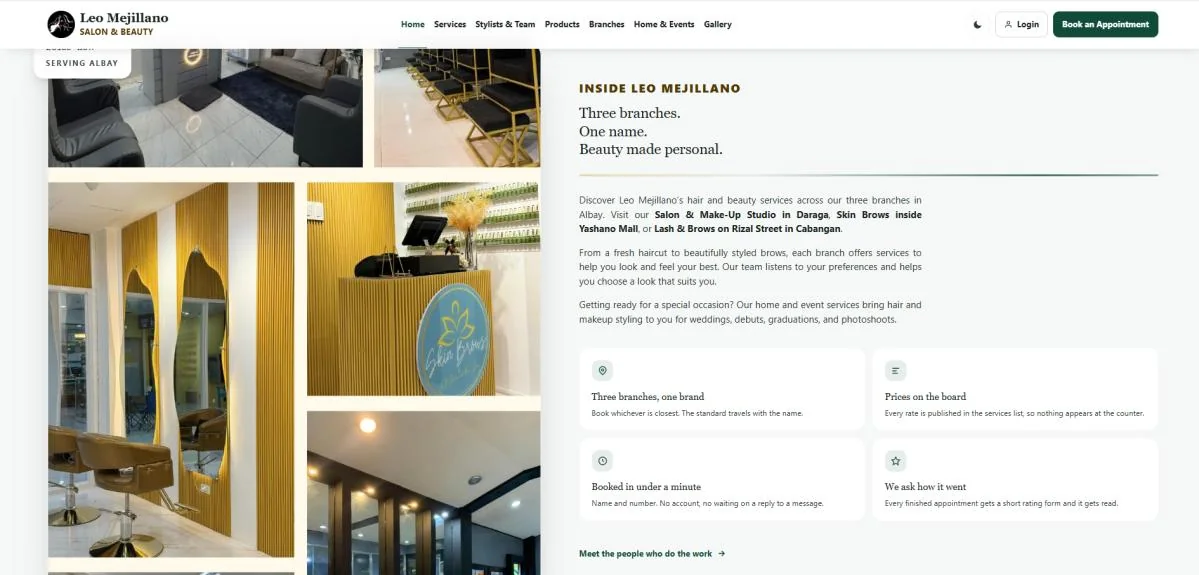 Leo Mejillano
SALON & BEAUTY
Home Services Stylists & Team Products Branches Home & Events Gallery
Login
Book an Appointment
SERVING ALBAY
Skin Brows
INSIDE LEO MEJILLANO
Three branches.
One name.
Beauty made personal.
Discover Leo Mejillano's hair and beauty services across our three branches in
Albay. Visit our Salon & Make-Up Studio in Daraga, Skin Brows inside
Yashano Mall, or Lash & Brows on Rizal Street in Cabangan.
From a fresh haircut to beautifully styled brows, each branch offers services to
help you look and feel your best. Our team listens to your preferences and helps
you choose a look that suits you.
Getting ready for a special occasion? Our home and event services bring hair and
makeup styling to you for weddings, debuts, graduations, and photoshoots.
Three branches, one brand
Book whichever is closest. The standard travels with the name.
Prices on the board
Every rate is published in the services list, so nothing appears at the counter.
Booked in under a minute
Name and number. No account, no waiting on a reply to a message.
We ask how it went
Every finished appointment gets a short rating form and it gets read.
Meet the people who do the work →